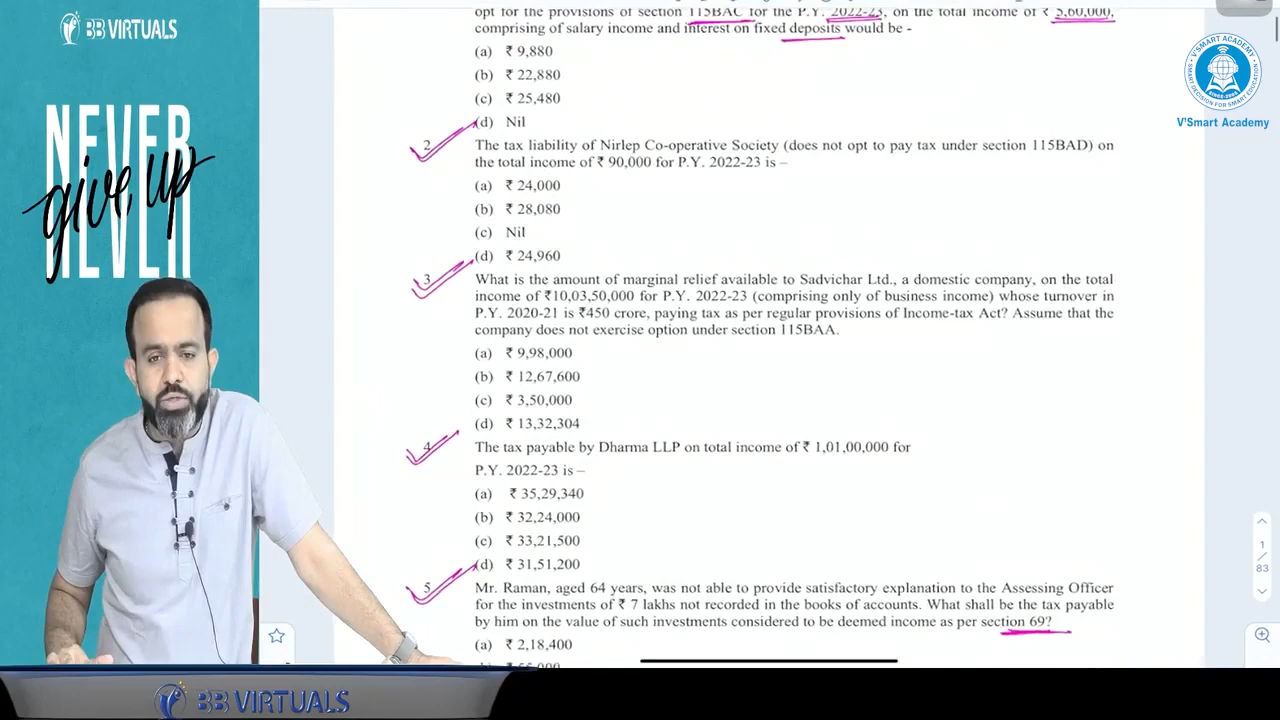 BB VIRTUALS
NEVER
give up
NEVER
opt for the provisions of section 115BAC for the P.Y. 2022-23, on the total income of ₹ 5,60,000,
comprising of salary income and interest on fixed deposits would be -
(a) ₹ 9,880
(b) ₹ 22,880
(c) ₹ 25,480
(d) Nil
2 The tax liability of Nirlep Co-operative Society (does not opt to pay tax under section 115BAD) on
the total income of ₹ 90,000 for P.Y. 2022-23 is –
(a) ₹ 24,000
(b) ₹ 28,080
(c) Nil
(d) ₹ 24,960
3 What is the amount of marginal relief available to Sadvichar Ltd., a domestic company, on the total
income of ₹10,03,50,000 for P.Y. 2022-23 (comprising only of business income) whose turnover in
P.Y. 2020-21 is ₹450 crore, paying tax as per regular provisions of Income-tax Act? Assume that the
company does not exercise option under section 115BAA.
(a) ₹ 9,98,000
(b) ₹ 12,67,600
(c) ₹ 3,50,000
(d) ₹ 13,32,304
4 The tax payable by Dharma LLP on total income of ₹ 1,01,00,000 for
P.Y. 2022-23 is –
(a) ₹ 35,29,340
(b) ₹ 32,24,000
(c) ₹ 33,21,500
(d) ₹ 31,51,200
5 Mr. Raman, aged 64 years, was not able to provide satisfactory explanation to the Assessing Officer
for the investments of ₹ 7 lakhs not recorded in the books of accounts. What shall be the tax payable
by him on the value of such investments considered to be deemed income as per section 69?
(a) ₹ 2,18,400
V'SMART ACADEMY
SMART DECISION FOR SMART EDUCATION
V'Smart Academy
1
/
83
BB VIRTUALS